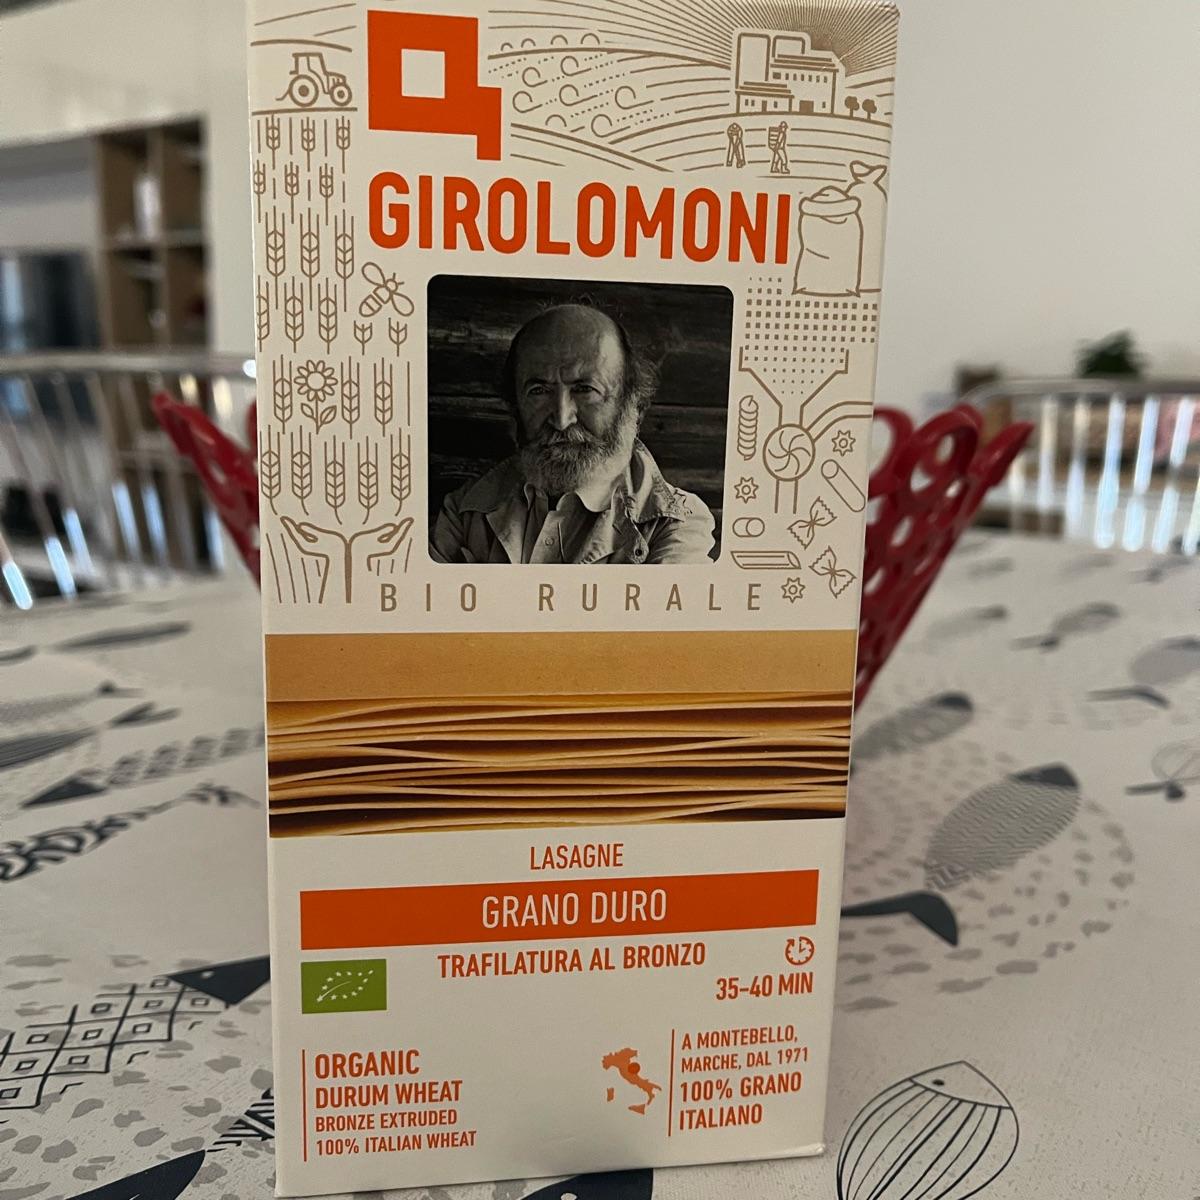 GIROLOMONI
BIO RURALE
LASAGNE
GRANO DURO
TRAFILATURA AL BRONZO
35-40 MIN
ORGANIC
DURUM WHEAT
BRONZE EXTRUDED
100% ITALIAN WHEAT
A MONTEBELLO,
MARCHE, DAL 1971
100% GRANO
ITALIANO